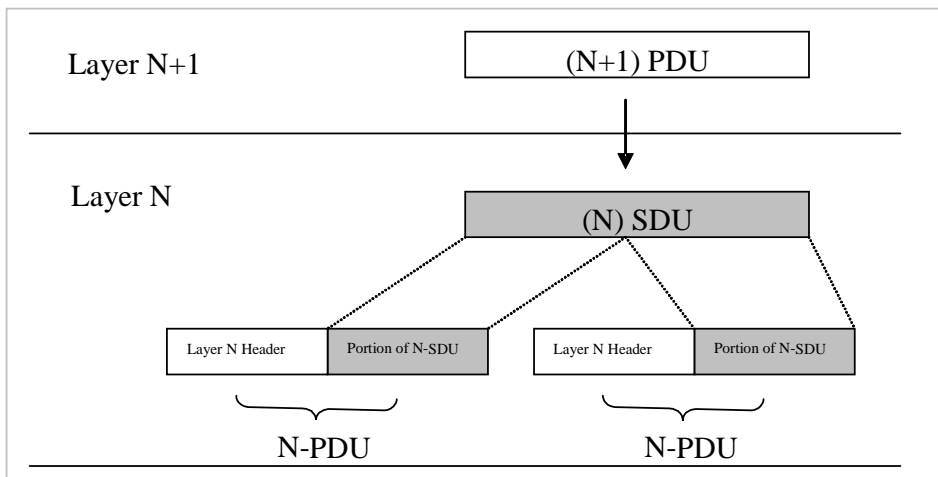 Layer N+1
(N+1) PDU
Layer N
(N) SDU
Layer N Header
Portion of N-SDU
Layer N Header
Portion of N-SDU
N-PDU
N-PDU